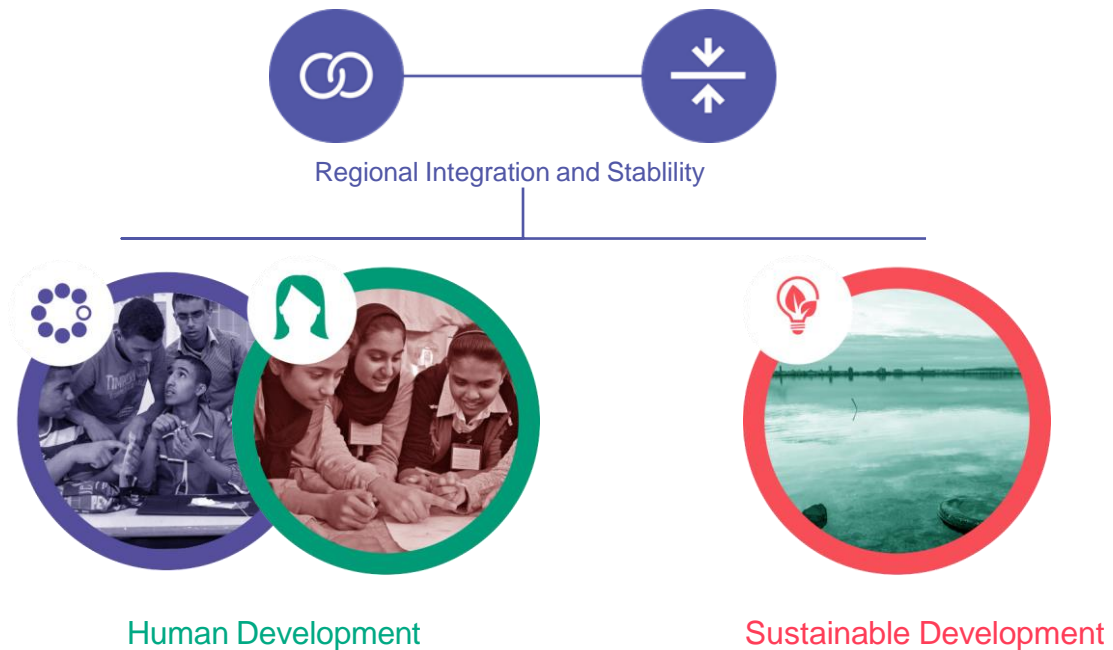 Regional Integration and Stablility
Human Development
Sustainable Development